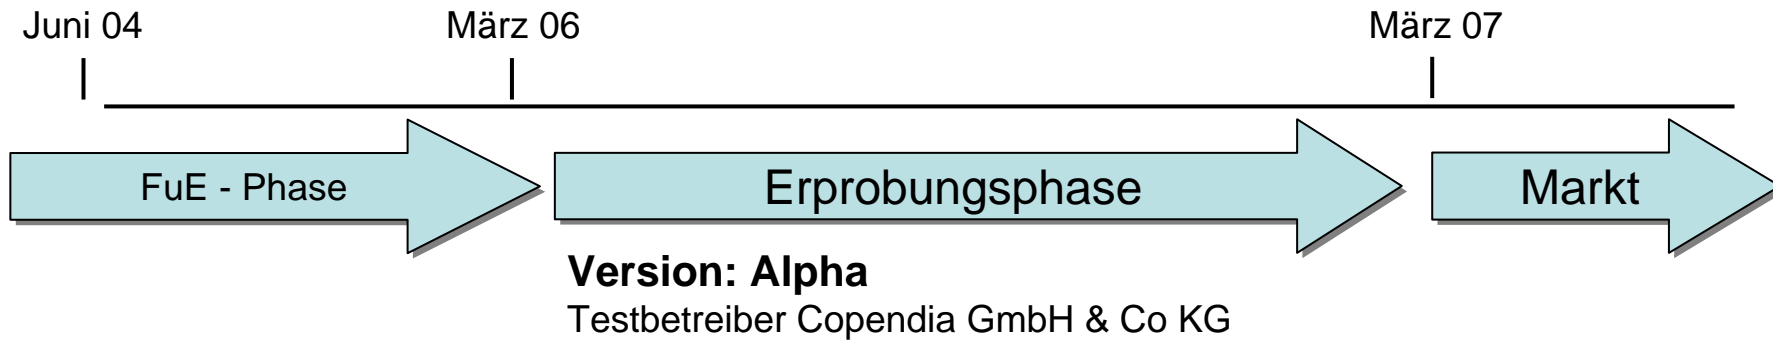 Juni 04
März 06
März 07
FuE - Phase
Erprobungsphase
Markt
Version: Alpha
Testbetreiber Copendia GmbH & Co KG